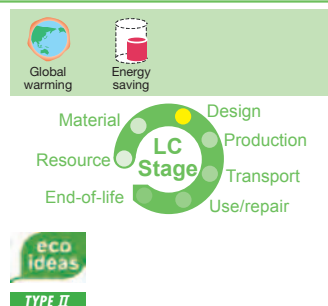 Global
warming
Energy
saving
Design
Material
Production
LC
Stage
Resource
Transport
End-of-life
Use/repair
eco
ideas
TYPE II